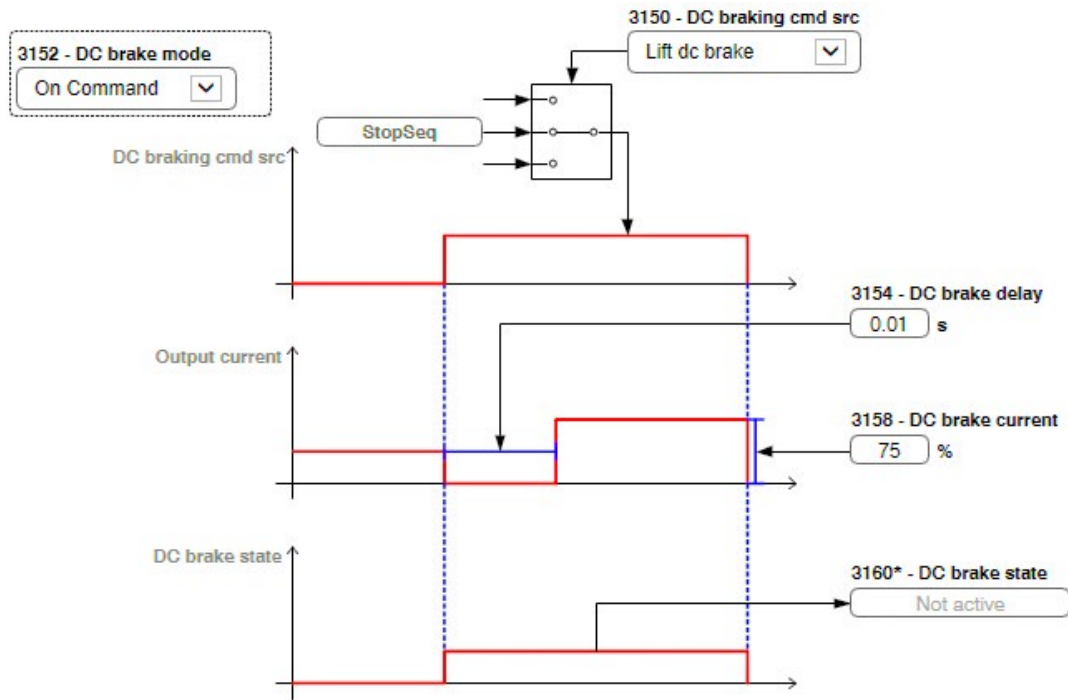 3150 - DC braking cmd src
Lift dc brake
3152 - DC brake mode
On Command
StopSeq
DC braking cmd src
3154 - DC brake delay
0.01 s
Output current
3158 - DC brake current
75 %
DC brake state
3160* - DC brake state
Not active